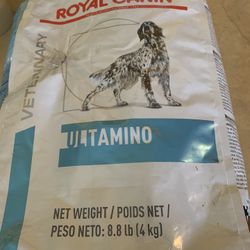 ROYAL CANIN
VETERINARY
ULTAMINO
NET WEIGHT / POIDS NET /
PESO NETO: 8.8 lb (4 kg)